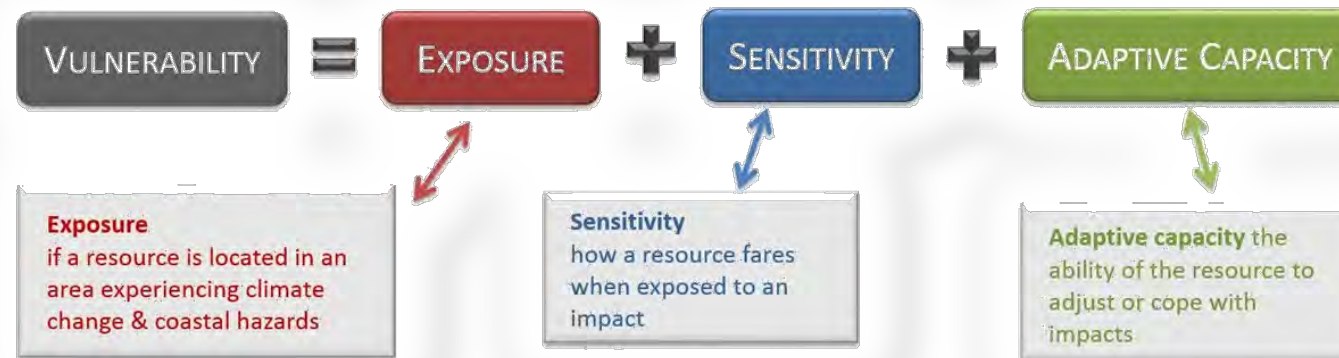 VULNERABILITY = EXPOSURE + SENSITIVITY + ADAPTIVE CAPACITY
Exposure
if a resource is located in an
area experiencing climate
change & coastal hazards
Sensitivity
how a resource fares
when exposed to an
impact
Adaptive capacity the
ability of the resource to
adjust or cope with
impacts